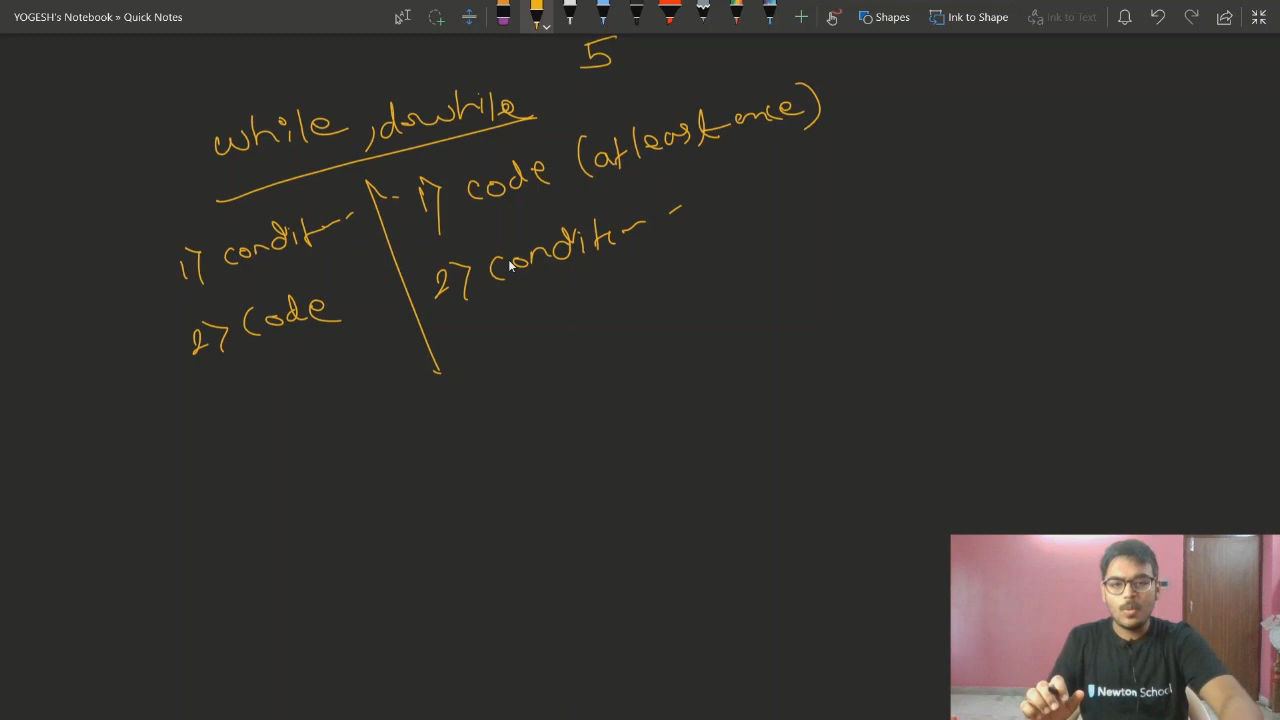 YOGESH's Notebook » Quick Notes
Shapes
Ink to Shape
Ink to Text
5
while, dowhile
1) condition
2) Code
1) code (atleast once)
2) Condition
Newton School